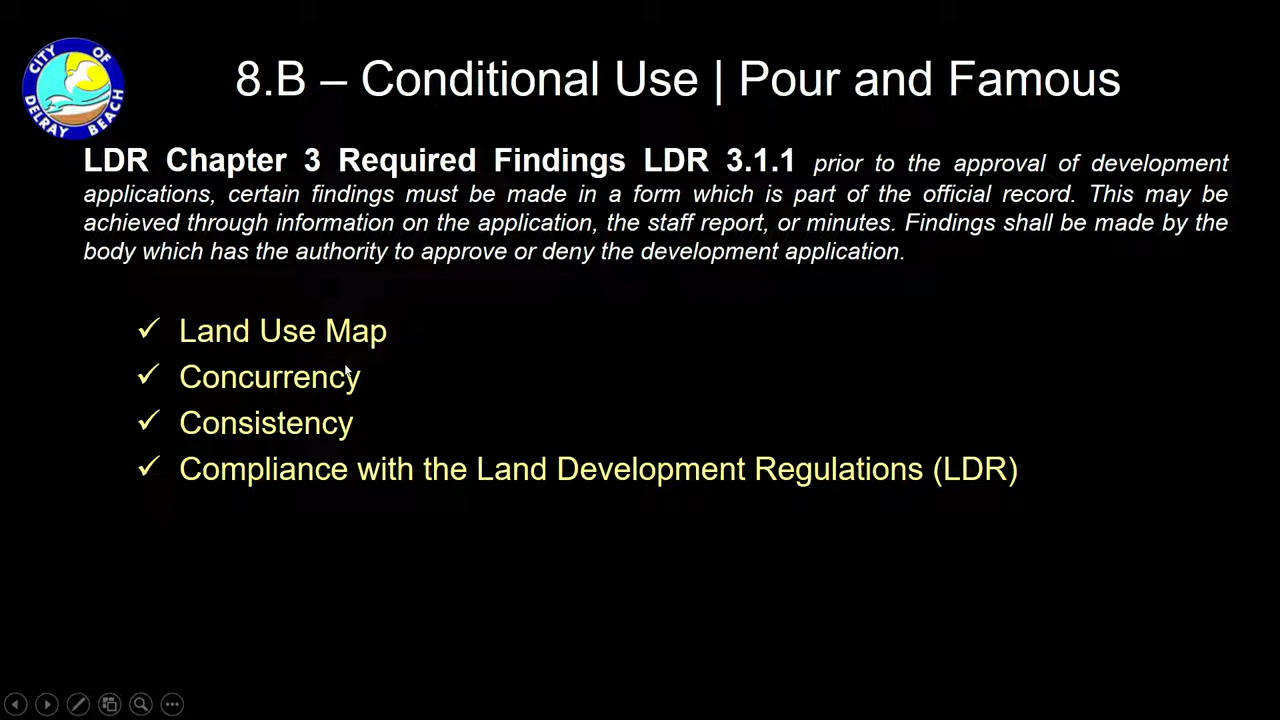 CITY OF
DELRAY BEACH
8.B – Conditional Use | Pour and Famous
LDR Chapter 3 Required Findings LDR 3.1.1 prior to the approval of development
applications, certain findings must be made in a form which is part of the official record. This may be
achieved through information on the application, the staff report, or minutes. Findings shall be made by the
body which has the authority to approve or deny the development application.
✓ Land Use Map
✓ Concurrency
✓ Consistency
✓ Compliance with the Land Development Regulations (LDR)